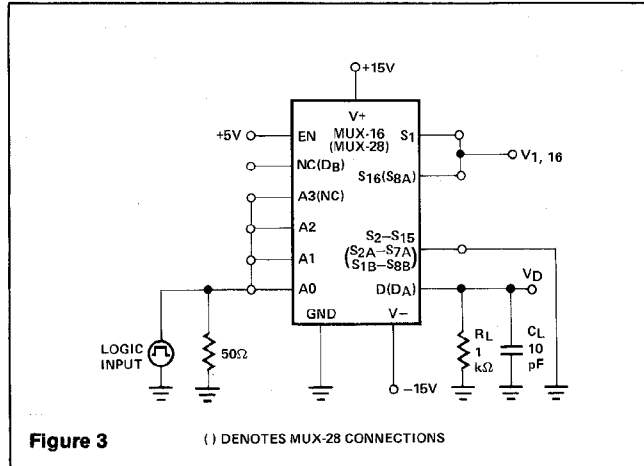 +15V
V+
+5V
EN
MUX-16
(MUX-28)
S1
V1, 16
NC(DB)
S16(S8A)
A3(NC)
A2
S2–S15
(S2A–S7A)
(S1B–S8B)
A1
A0
D(DA)
VD
GND
V–
LOGIC
INPUT
50Ω
RL
1
kΩ
CL
10
pF
–15V
Figure 3
( ) DENOTES MUX-28 CONNECTIONS